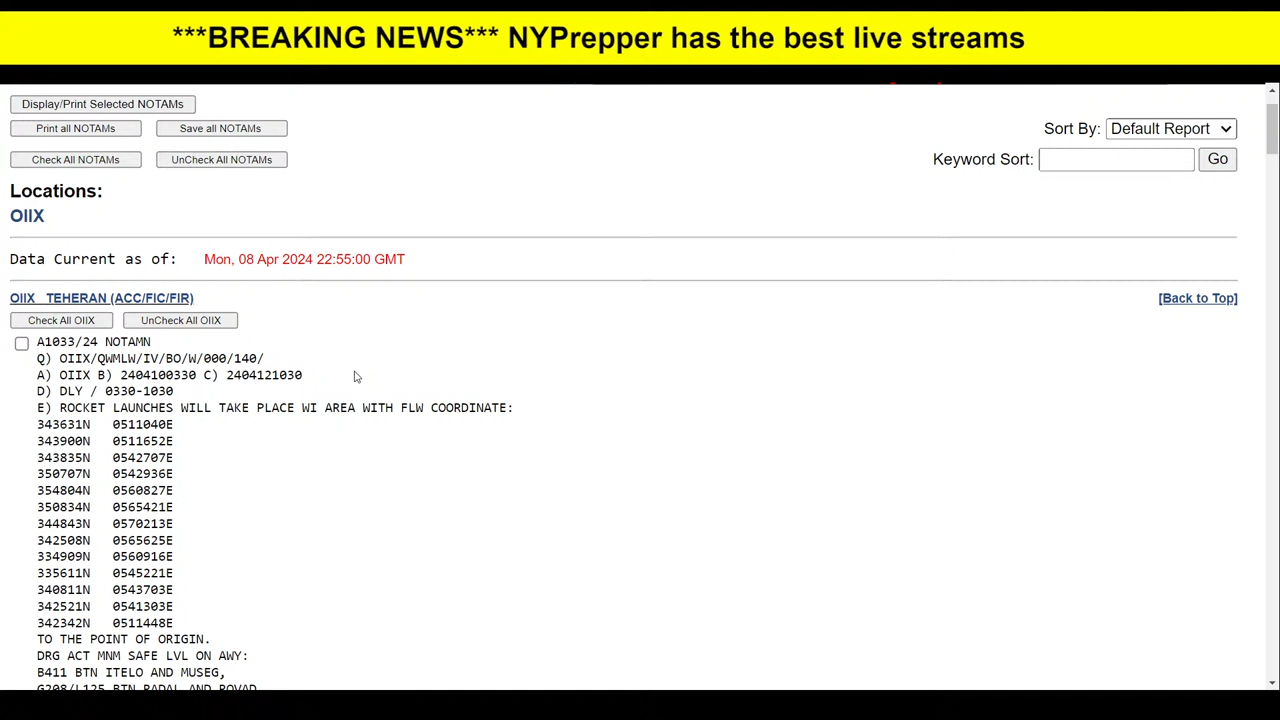 ***BREAKING NEWS*** NYPrepper has the best live streams
Display/Print Selected NOTAMs
Print all NOTAMs Save all NOTAMs
Sort By: Default Report
Check All NOTAMs UnCheck All NOTAMs
Keyword Sort: Go
Locations:
OIIX
Data Current as of: Mon, 08 Apr 2024 22:55:00 GMT
OIIX TEHERAN (ACC/FIC/FIR) [Back to Top]
Check All OIIX UnCheck All OIIX
A1033/24 NOTAMN
Q) OIIX/QWMLW/IV/BO/W/000/140/
A) OIIX B) 2404100330 C) 2404121030
D) DLY / 0330-1030
E) ROCKET LAUNCHES WILL TAKE PLACE WI AREA WITH FLW COORDINATE:
343631N 0511040E
343900N 0511652E
343835N 0542707E
350707N 0542936E
354804N 0560827E
350834N 0565421E
344843N 0570213E
342508N 0565625E
334909N 0560916E
335611N 0545221E
340811N 0543703E
342521N 0541303E
342342N 0511448E
TO THE POINT OF ORIGIN.
DRG ACT MNM SAFE LVL ON AWY:
B411 BTN ITELO AND MUSEG,
G208/L125 BTN RADAL AND ROVAD